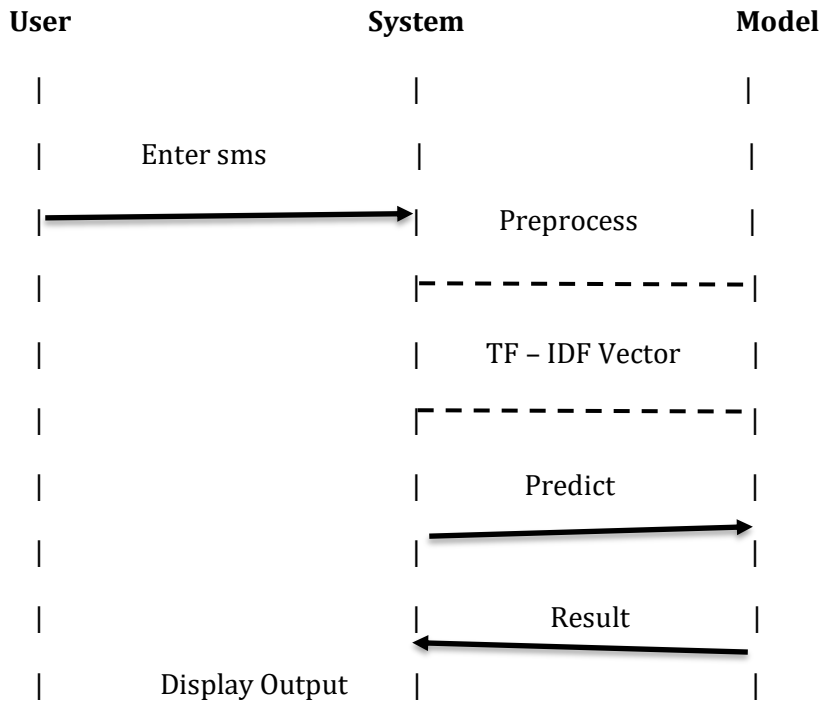 User System Model
Enter sms
Preprocess
TF – IDF Vector
Predict
Result
Display Output